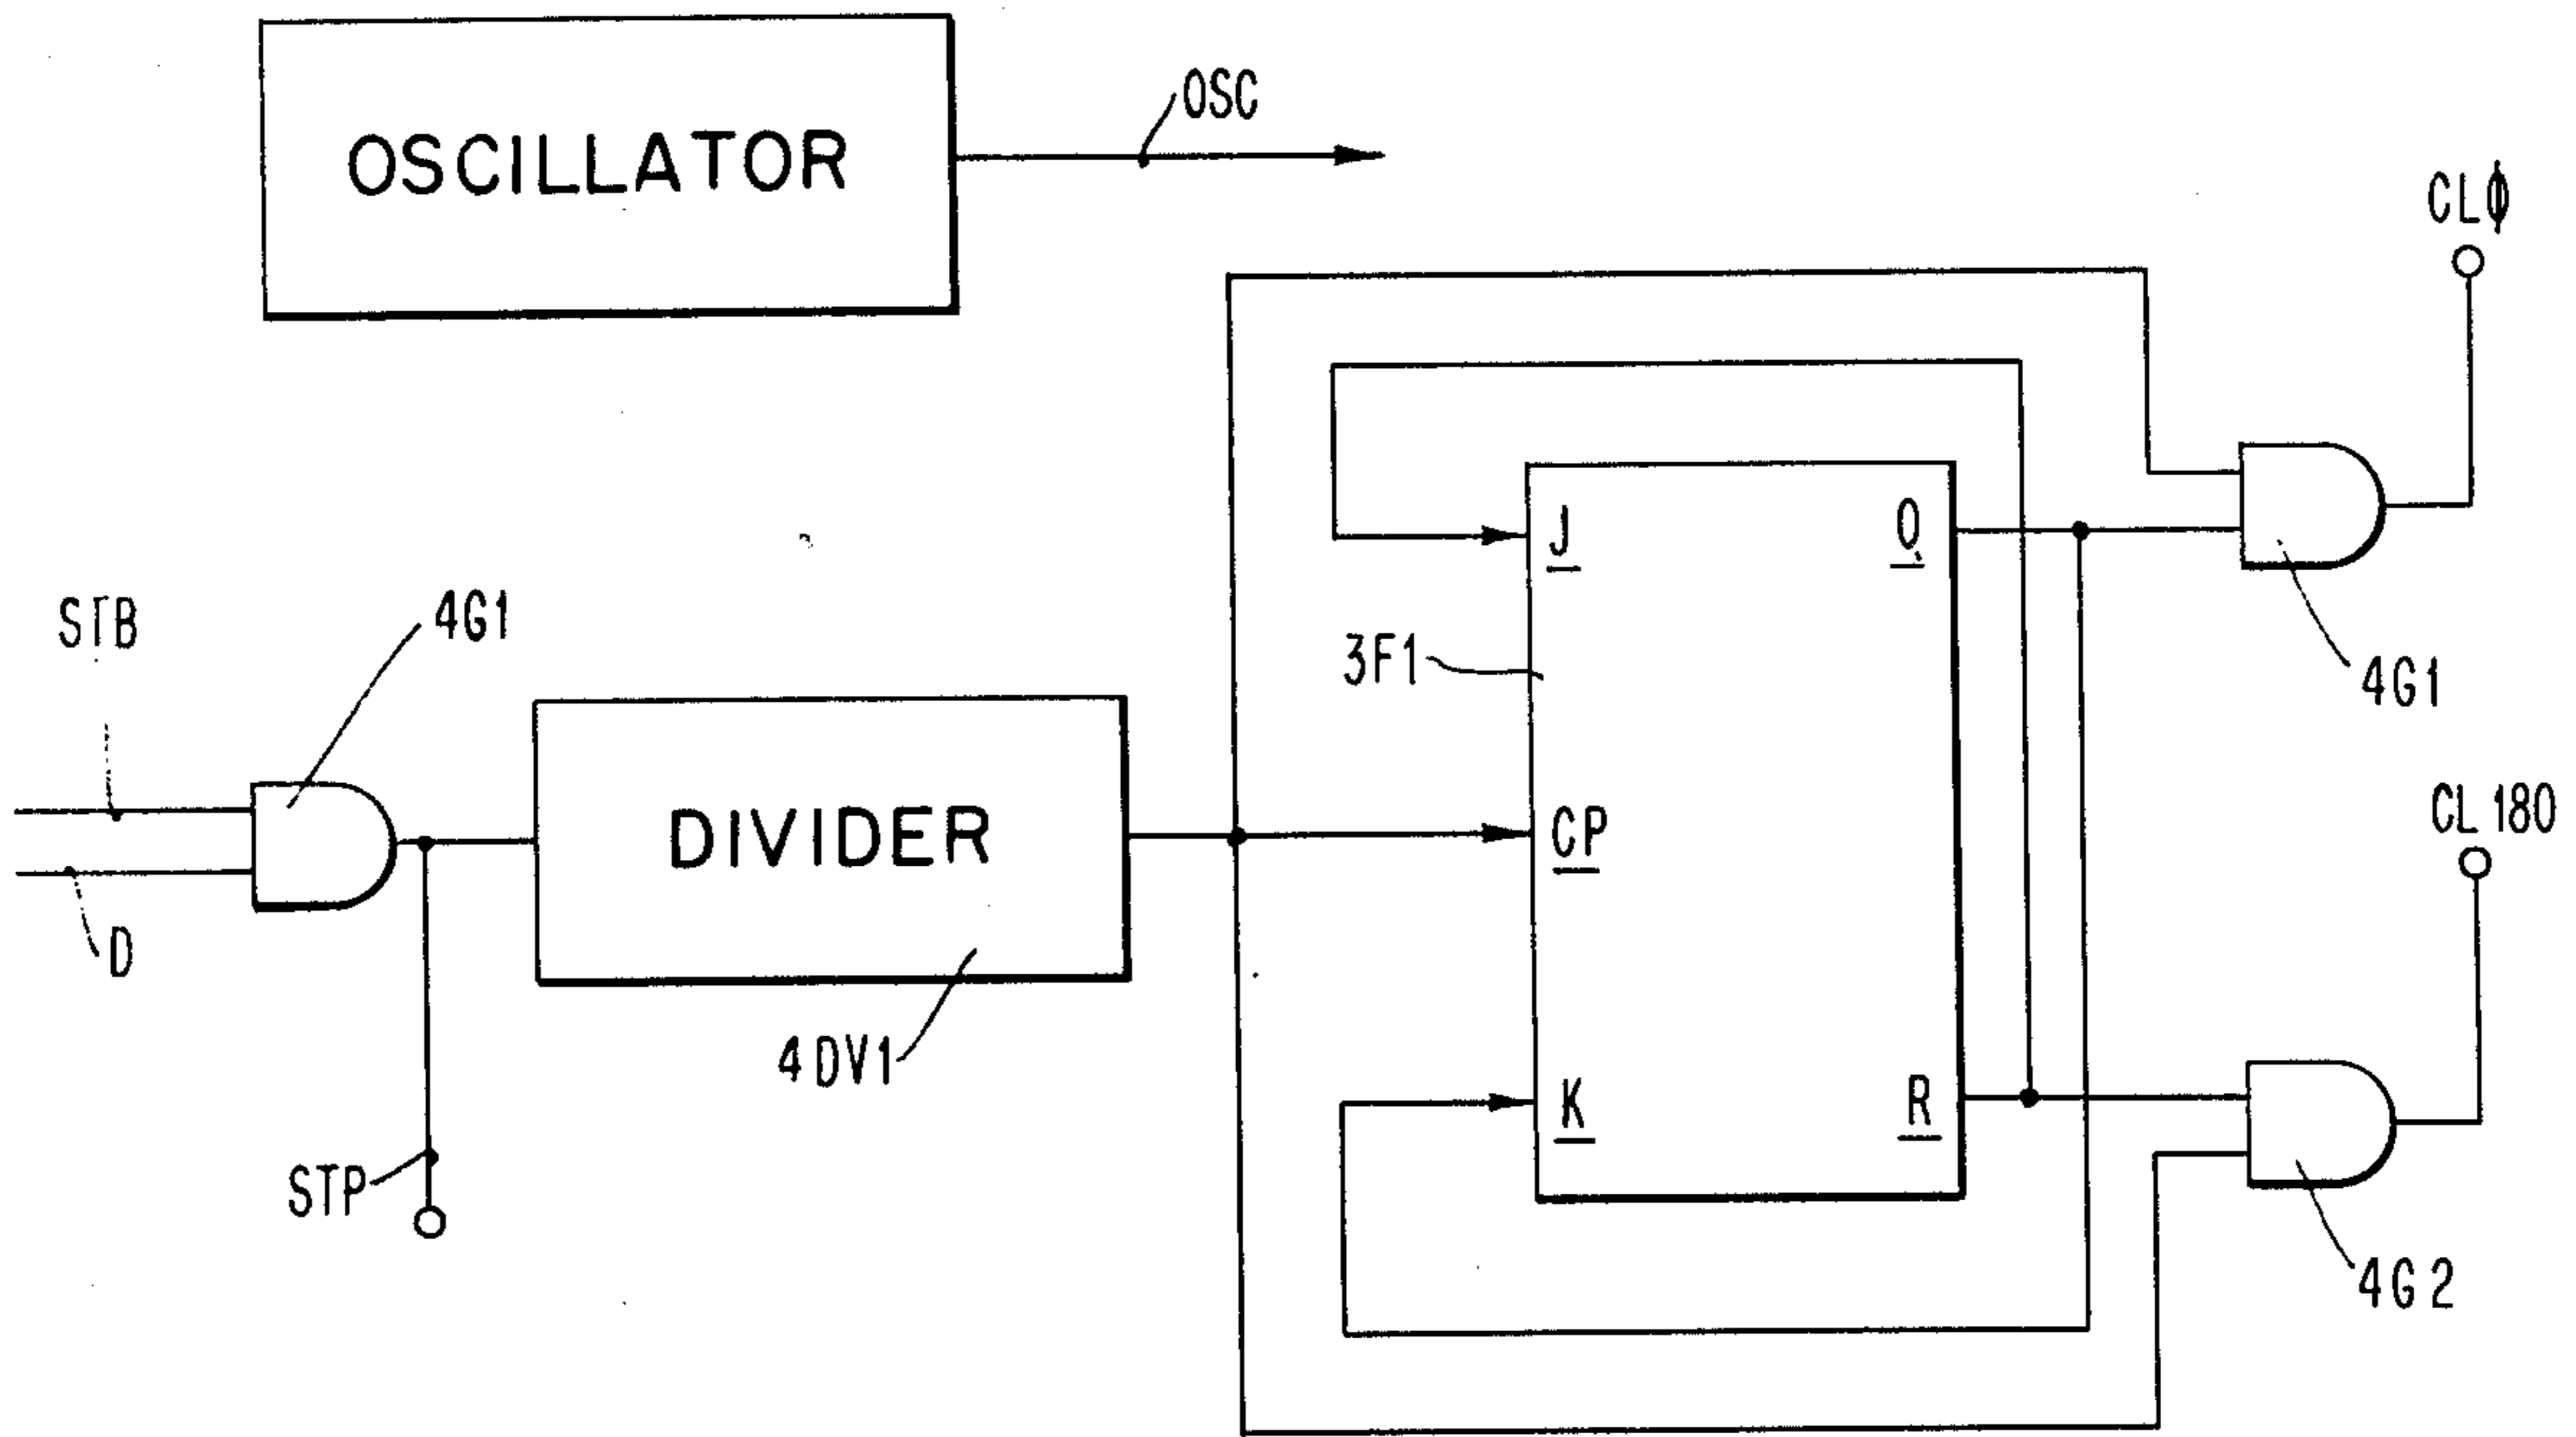 OSCILLATOR
OSC
CLϕ
J
Q
STB
4G1
3F1
4G1
DIVIDER
CP
CL 180
D
4DV1
K
R
STP
4G2